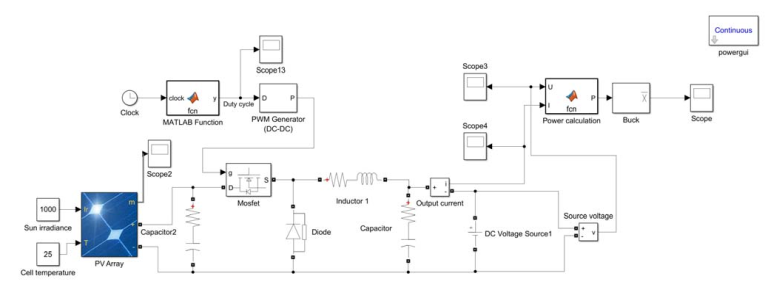 Continuous
powergui
Scope13
Scope3
clock
y
fcn
Clock
MATLAB Function
Duty cycle
D
P
PWM Generator
(DC-DC)
U
I
P
fcn
Power calculation
Buck
Scope
Scope4
Scope2
g
D
S
Mosfet
Inductor 1
+
i
-
Output current
1000
Sun irradiance
Ir
m
+
-
T
25
Cell temperature
PV Array
Capacitor2
Diode
Capacitor
DC Voltage Source1
Source voltage
+
-
v